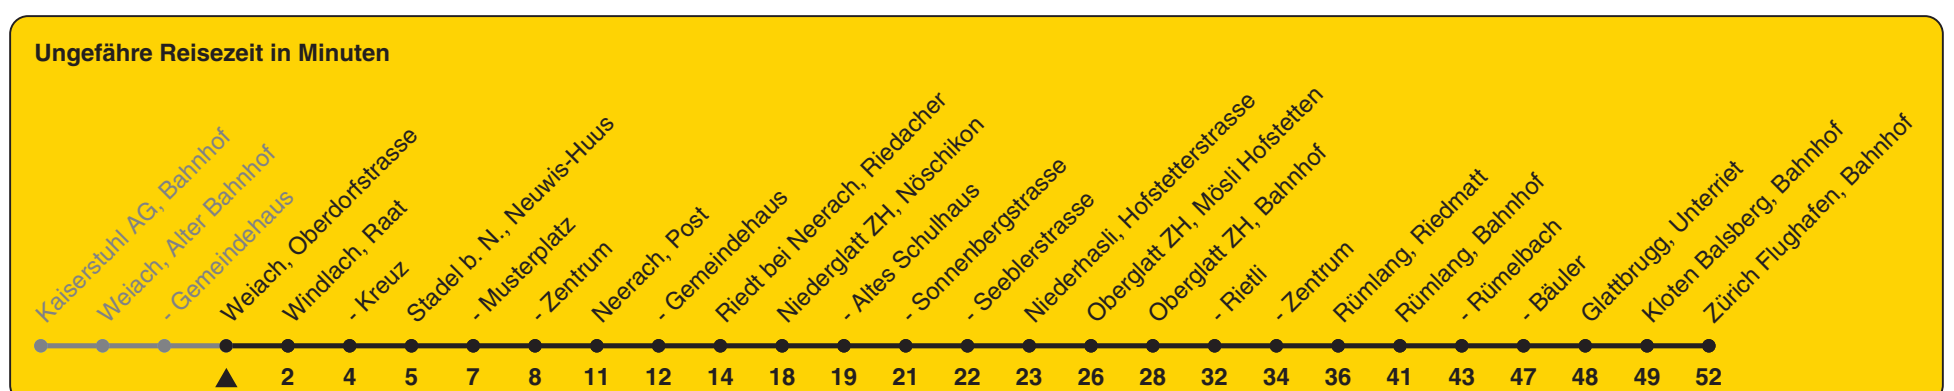 Ungefähre Reisezeit in Minuten
Kaiserstuhl AG, Bahnhof
Weiach, Alter Bahnhof
- Gemeindehaus
Weiach, Oberdorfstrasse
Windlach, Raat
- Kreuz
Stadel b. N., Neuwis-Huus
- Musterplatz
- Zentrum
Neerach, Post
- Gemeindehaus
Riedt bei Neerach, Riedacher
Niederglatt ZH, Nöschikon
- Altes Schulhaus
- Sonnenbergstrasse
- Seeblerstrasse
Niederhasli, Hofstetterstrasse
Oberglatt ZH, Mösli Hofstetten
Oberglatt ZH, Bahnhof
- Rietli
- Zentrum
Rümlang, Riedmatt
Rümlang, Bahnhof
- Rümelbach
- Bäuler
Glattbrugg, Unterriet
Kloten Balsberg, Bahnhof
Zürich Flughafen, Bahnhof
▲ 2 4 5 7 8 11 12 14 18 19 21 22 23 26 28 32 34 36 41 43 47 48 49 52